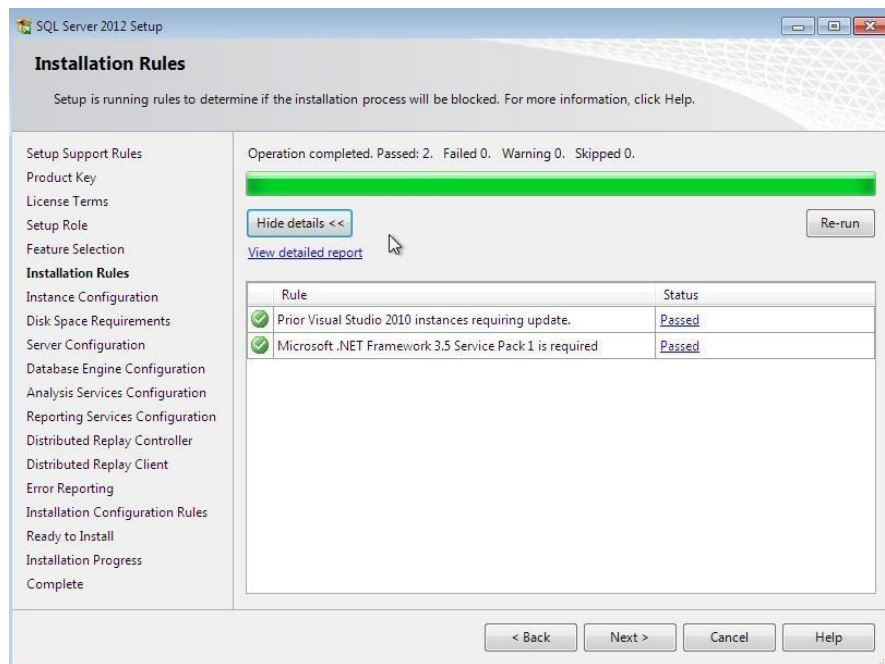 SQL Server 2012 Setup
Installation Rules
Setup is running rules to determine if the installation process will be blocked. For more information, click Help.
Setup Support Rules
Product Key
License Terms
Setup Role
Feature Selection
Installation Rules
Instance Configuration
Disk Space Requirements
Server Configuration
Database Engine Configuration
Analysis Services Configuration
Reporting Services Configuration
Distributed Replay Controller
Distributed Replay Client
Error Reporting
Installation Configuration Rules
Ready to Install
Installation Progress
Complete
Operation completed. Passed: 2. Failed 0. Warning 0. Skipped 0.
Hide details <<
Re-run
View detailed report
Rule Status
Prior Visual Studio 2010 instances requiring update. Passed
Microsoft .NET Framework 3.5 Service Pack 1 is required Passed
< Back Next > Cancel Help